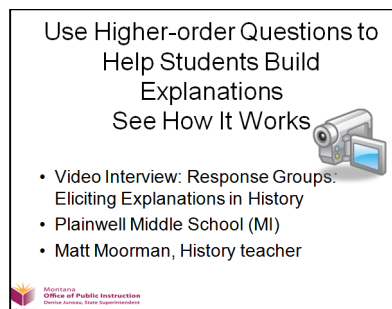 Use Higher-order Questions to
Help Students Build
Explanations
See How It Works
• Video Interview: Response Groups:
Eliciting Explanations in History
• Plainwell Middle School (MI)
• Matt Moorman, History teacher
Montana
Office of Public Instruction
Denise Juneau, State Superintendent